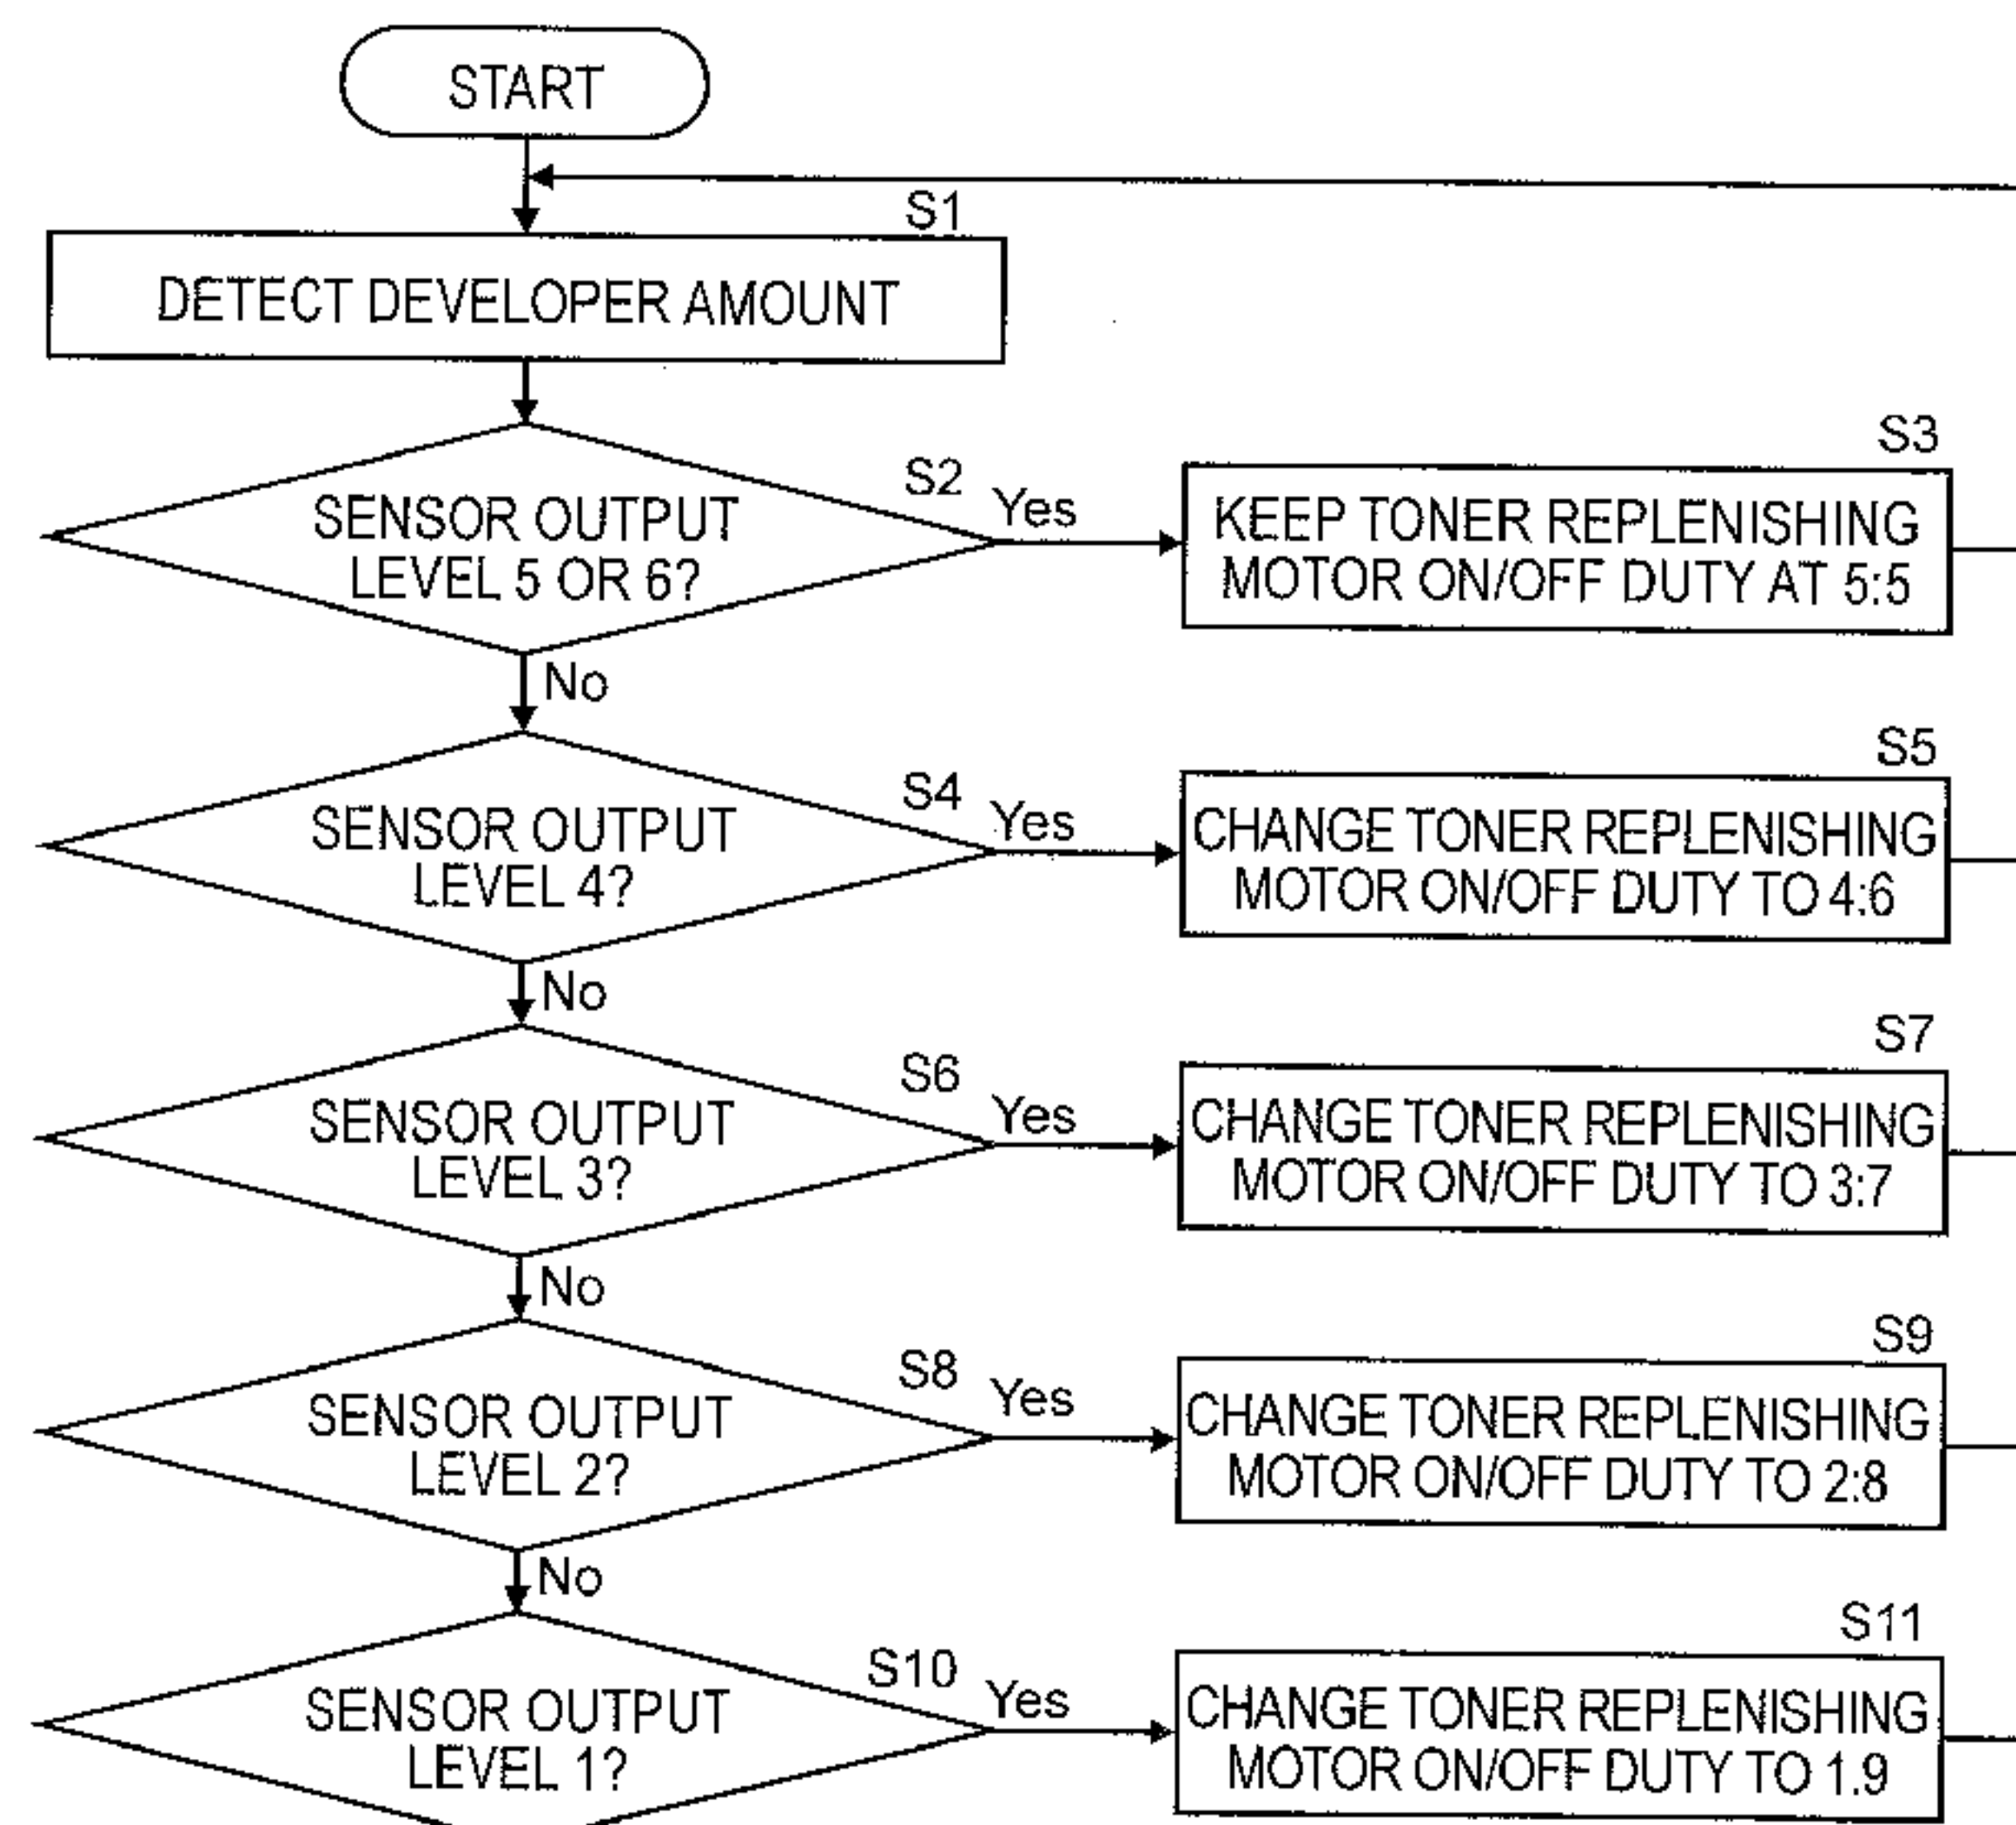 START
S1
DETECT DEVELOPER AMOUNT
S2
SENSOR OUTPUT
LEVEL 5 OR 6?
Yes
S3
KEEP TONER REPLENISHING
MOTOR ON/OFF DUTY AT 5:5
No
S4
SENSOR OUTPUT
LEVEL 4?
Yes
S5
CHANGE TONER REPLENISHING
MOTOR ON/OFF DUTY TO 4:6
No
S6
SENSOR OUTPUT
LEVEL 3?
Yes
S7
CHANGE TONER REPLENISHING
MOTOR ON/OFF DUTY TO 3:7
No
S8
SENSOR OUTPUT
LEVEL 2?
Yes
S9
CHANGE TONER REPLENISHING
MOTOR ON/OFF DUTY TO 2:8
No
S10
SENSOR OUTPUT
LEVEL 1?
Yes
S11
CHANGE TONER REPLENISHING
MOTOR ON/OFF DUTY TO 1.9